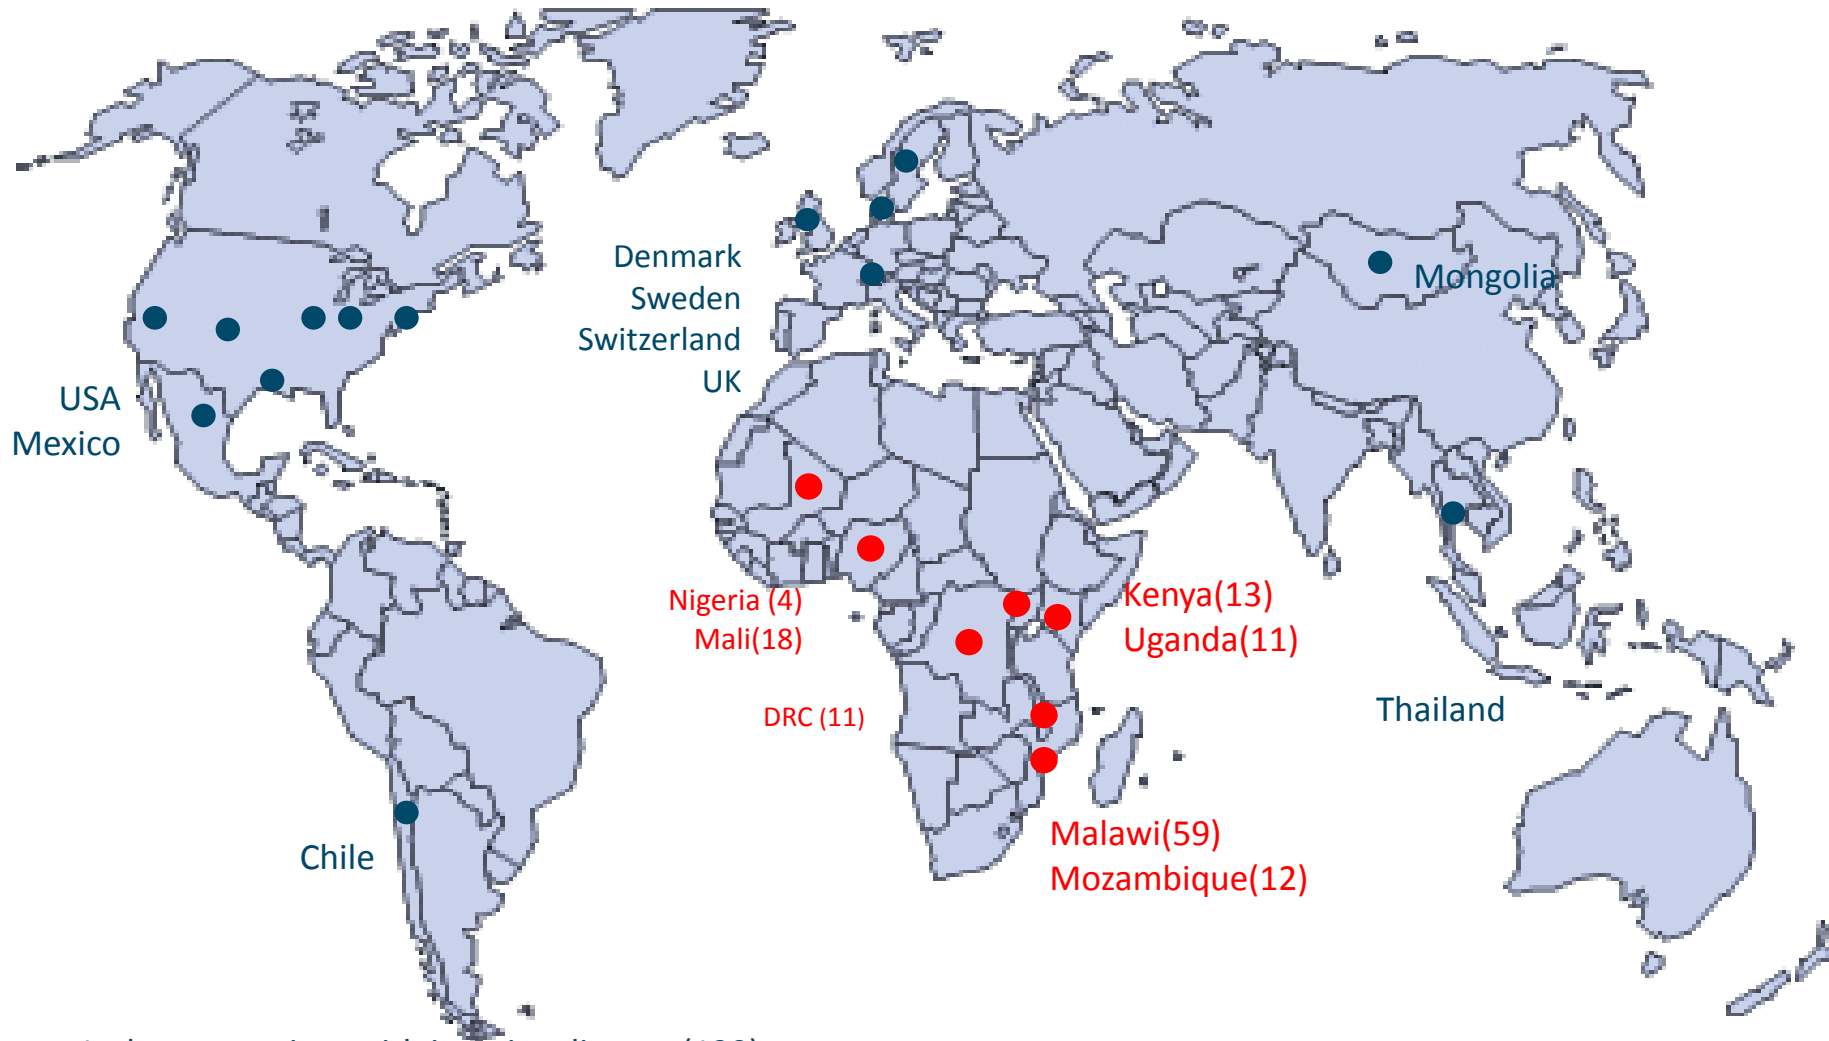 Denmark
Sweden
Switzerland
UK
Mongolia
USA
Mexico
Nigeria (4)
Mali(18)
Kenya(13)
Uganda(11)
DRC (11)
Thailand
Malawi(59)
Mozambique(12)
Chile